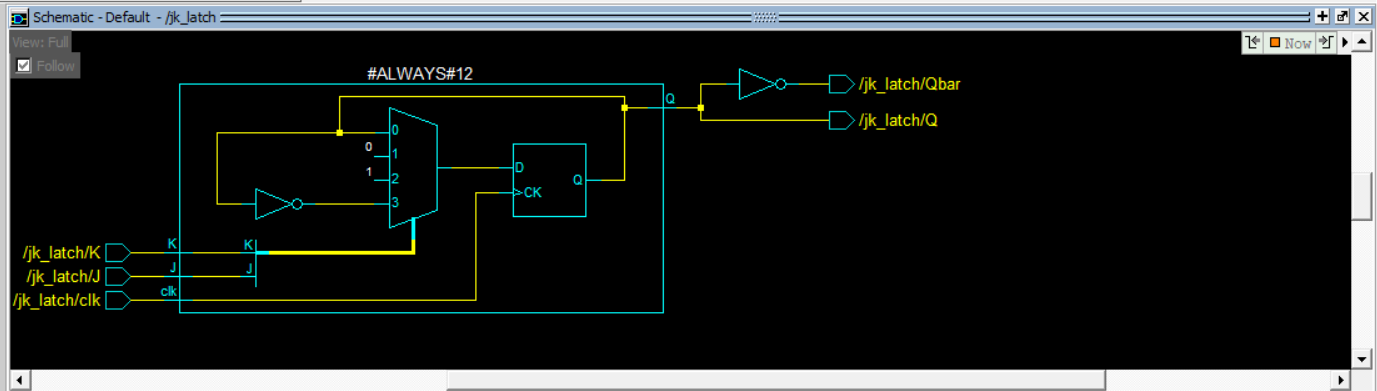 Schematic - Default - /jk_latch
View: Full
Now
Follow
#ALWAYS#12
Q
/jk_latch/Qbar
/jk_latch/Q
0
0
1
1
2
3
D
Q
CK
/jk_latch/K
K
K
/jk_latch/J
J
J
/jk_latch/clk
clk